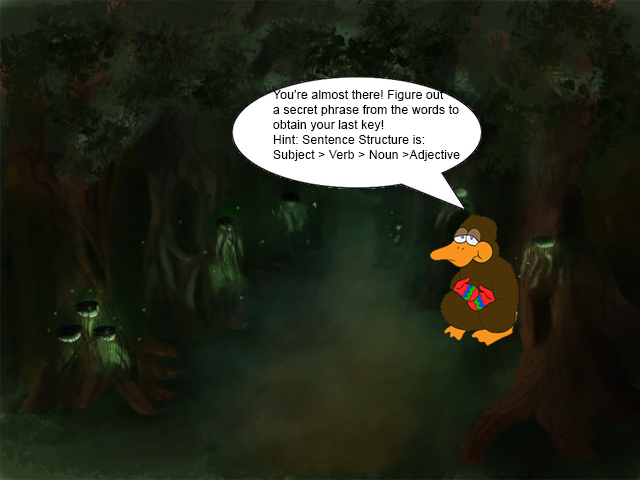 You're almost there! Figure out
a secret phrase from the words to
obtain your last key!
Hint: Sentence Structure is:
Subject > Verb > Noun >Adjective